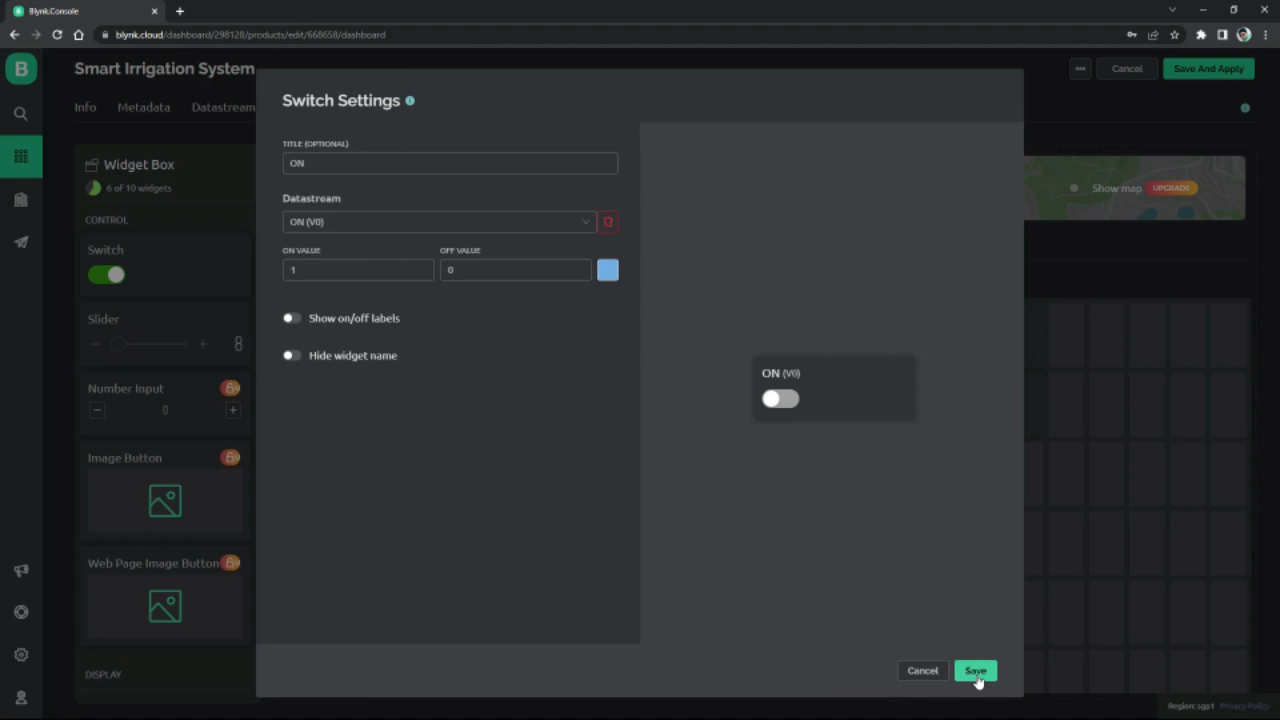 Blynk.Console
blynk.cloud/dashboard/298128/products/edit/668658/dashboard
B
Smart Irrigation System
Cancel
Save And Apply
Info
Metadata
Datastream
Switch Settings
TITLE (OPTIONAL)
ON
Datastream
ON (V0)
ON VALUE
OFF VALUE
1
0
Show on/off labels
Hide widget name
ON (V0)
Cancel
Save
Widget Box
6 of 10 widgets
CONTROL
Switch
Slider
8
Number Input
0
Image Button
Web Page Image Button
DISPLAY
Show map
UPGRADE
Region: sgp1
Privacy Policy